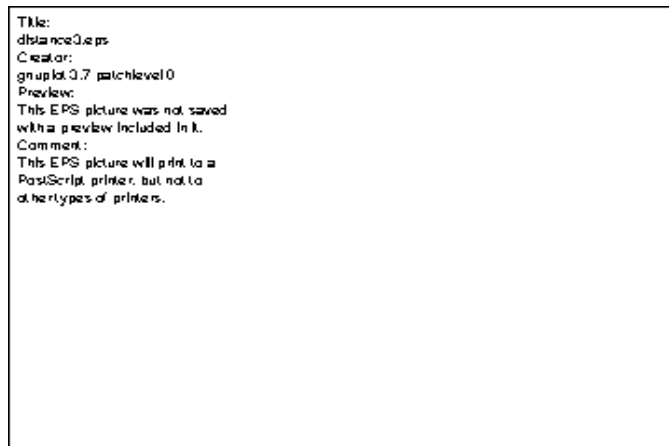 Title:
distance3.eps
Creator:
gnuplot 3.7 patchlevel 0
Preview:
This EPS picture was not saved
with a preview included in it.
Comment:
This EPS picture will print to a
PostScript printer, but not to
other types of printers.